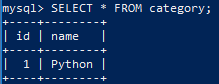 mysql> SELECT * FROM category;
+----+--------+
| id | name   |
+----+--------+
|  1 | Python |
+----+--------+